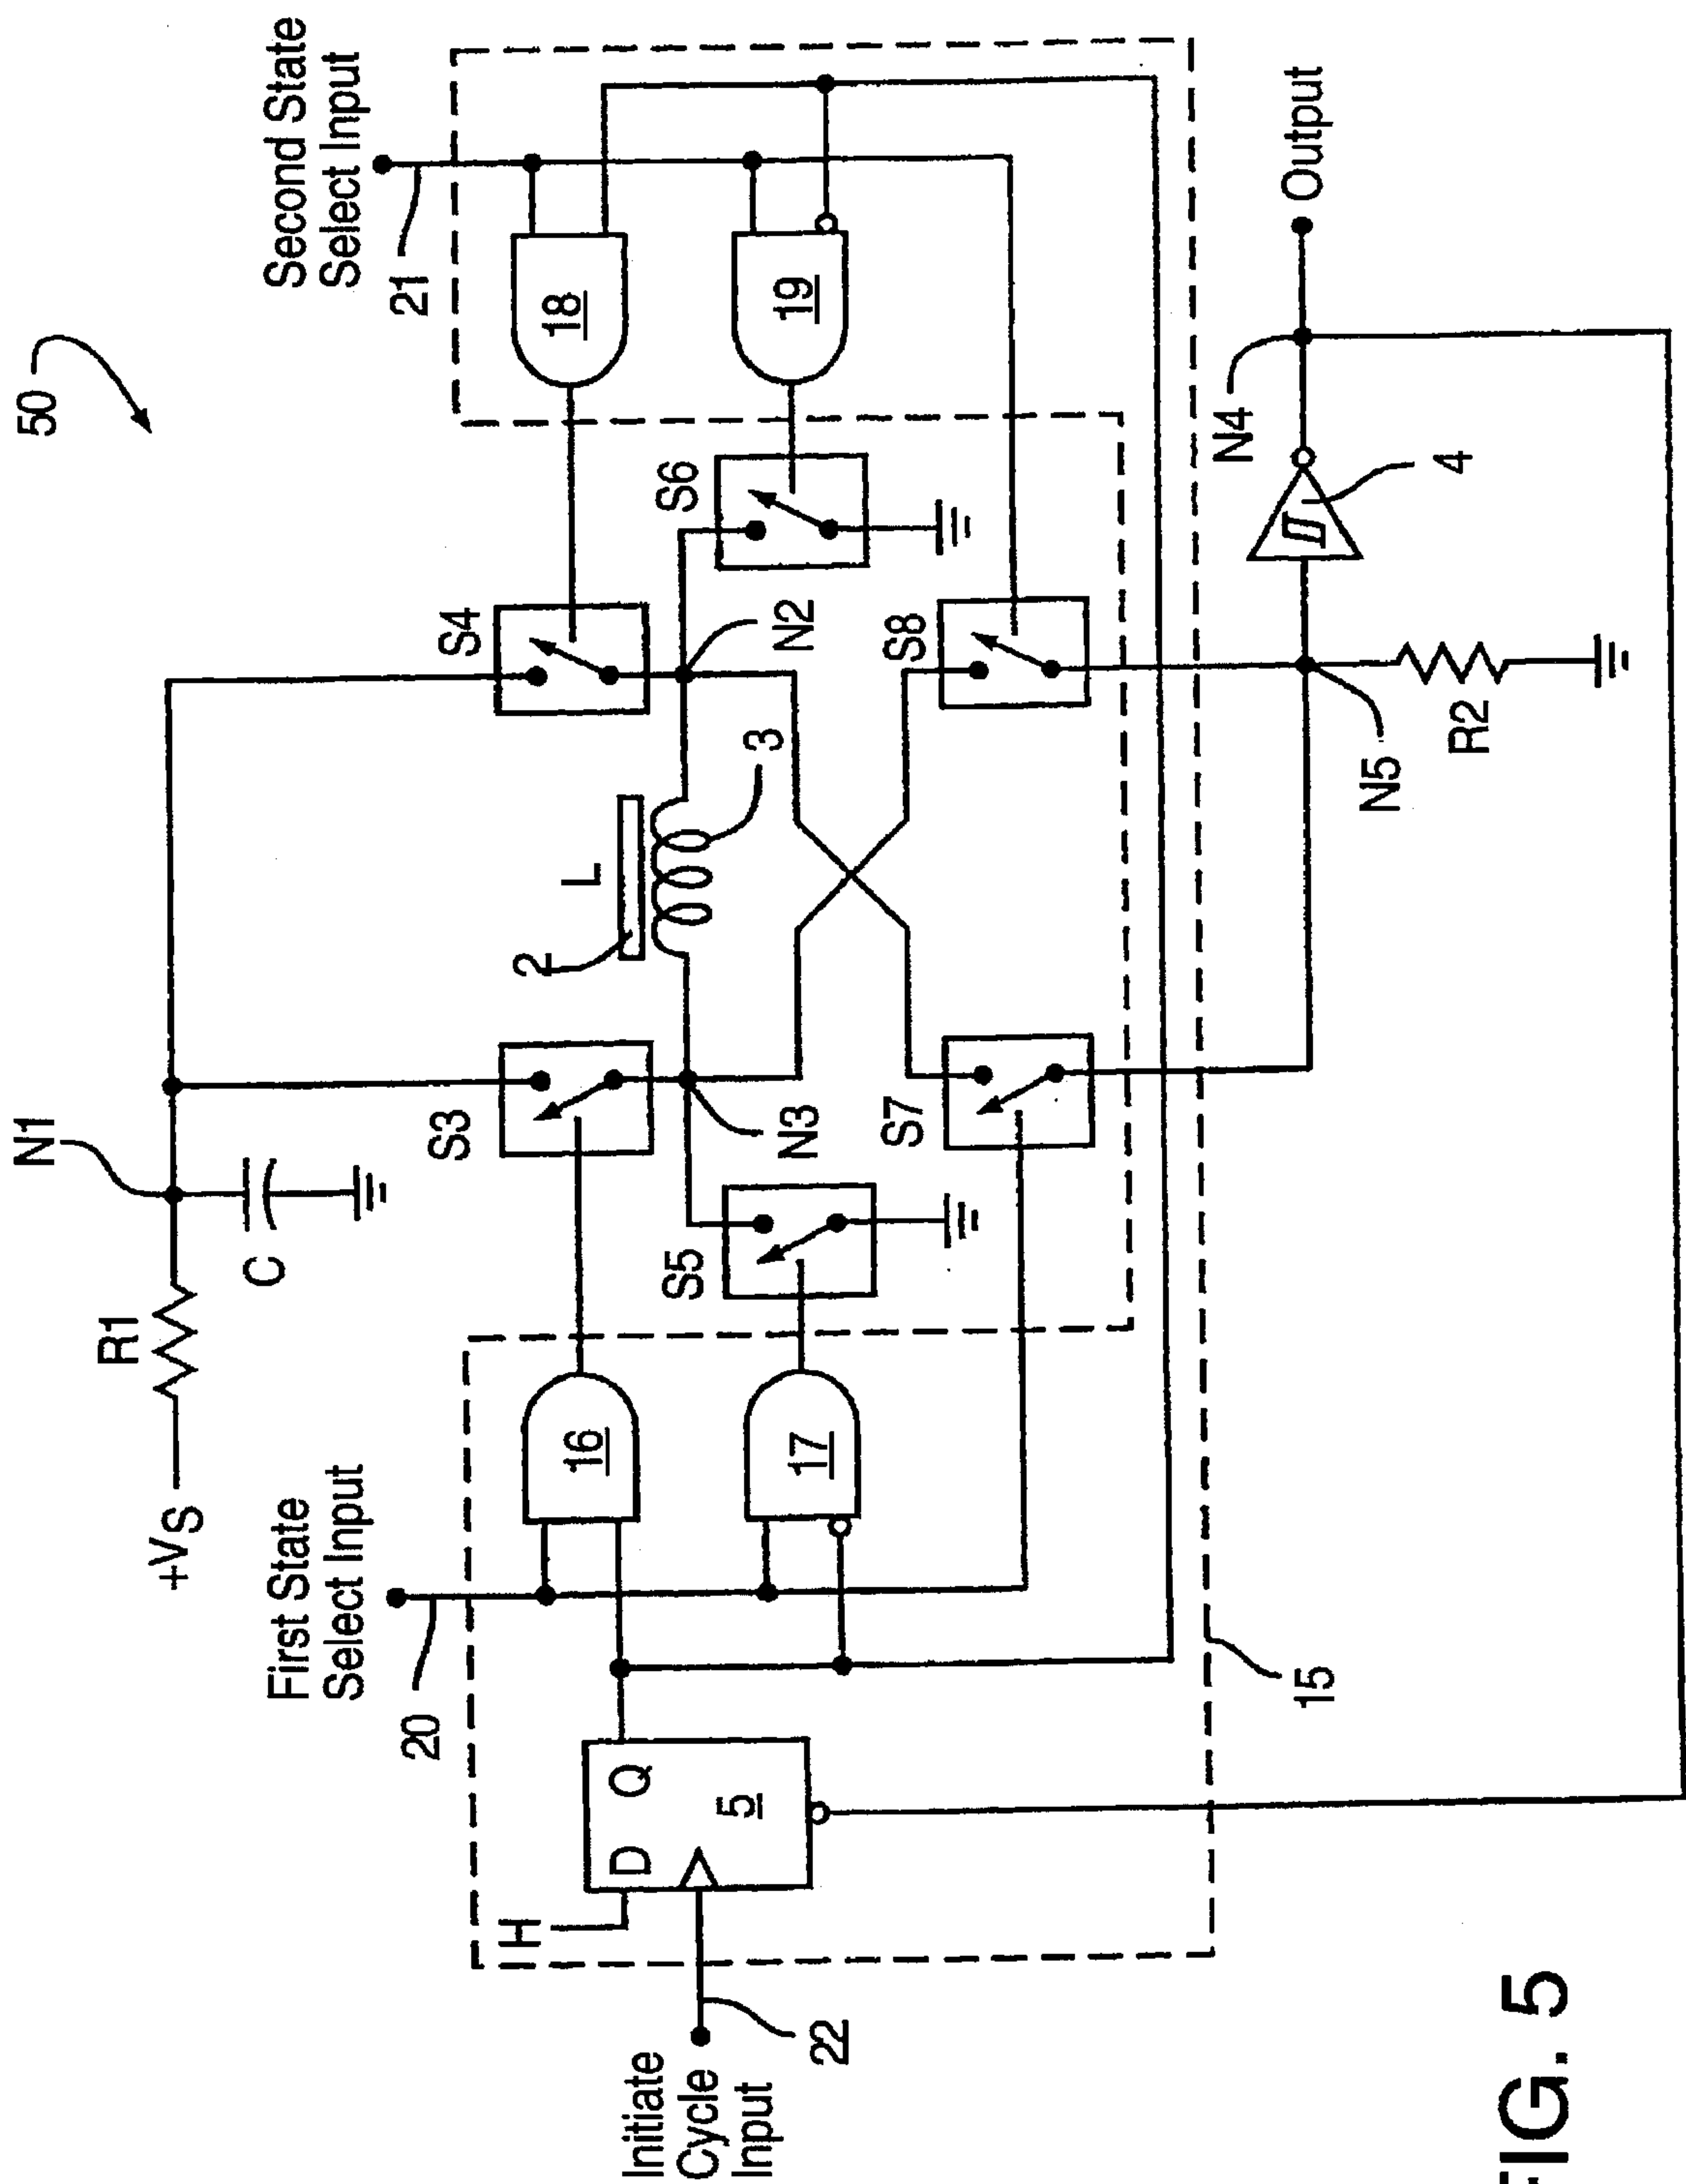 50
+VS
R1
N1
C
First State
Select Input
20
Second State
Select Input
21
H
D
Q
5
Initiate
Cycle
Input
22
16
17
18
19
S3
S4
S5
S6
S7
S8
L
2
3
N3
N2
15
N5
R2
4
N4
Output
FIG. 5